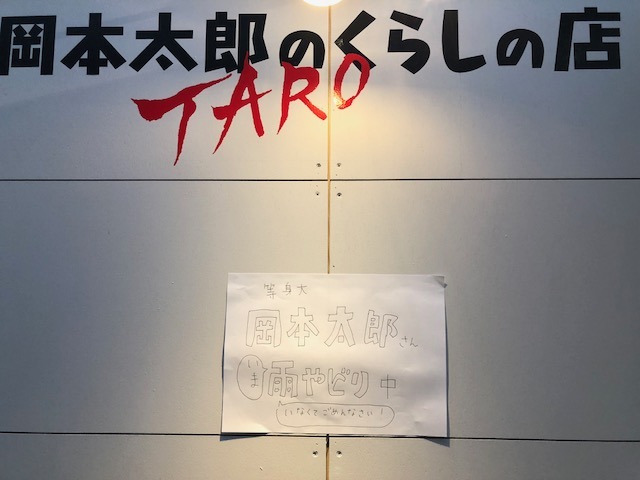 岡本太郎のくらしの店
TARO
等身大
岡本太郎さん
いま
雨やどり中
いなくてごめんなさい!